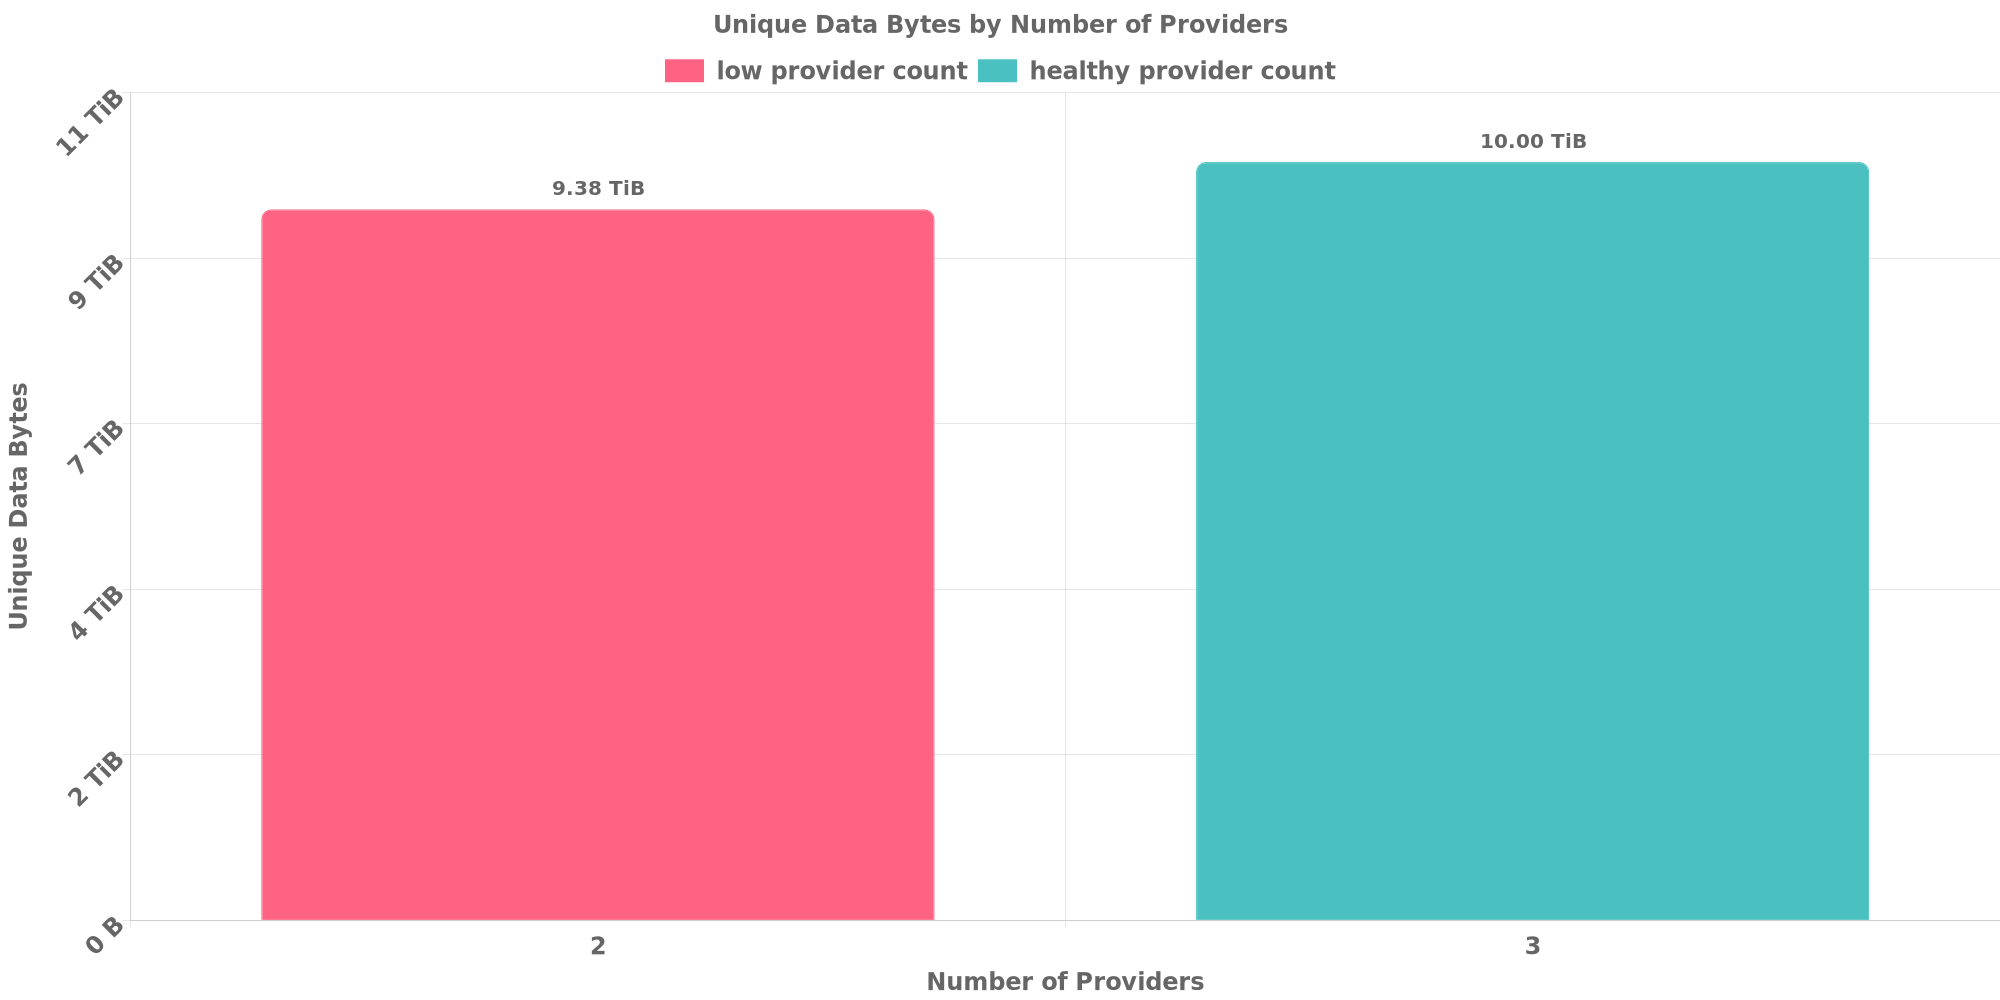 Unique Data Bytes by Number of Providers
low provider count healthy provider count
11 TiB
9 TiB
7 TiB
4 TiB
2 TiB
0 B
Unique Data Bytes
9.38 TiB
10.00 TiB
2
3
Number of Providers